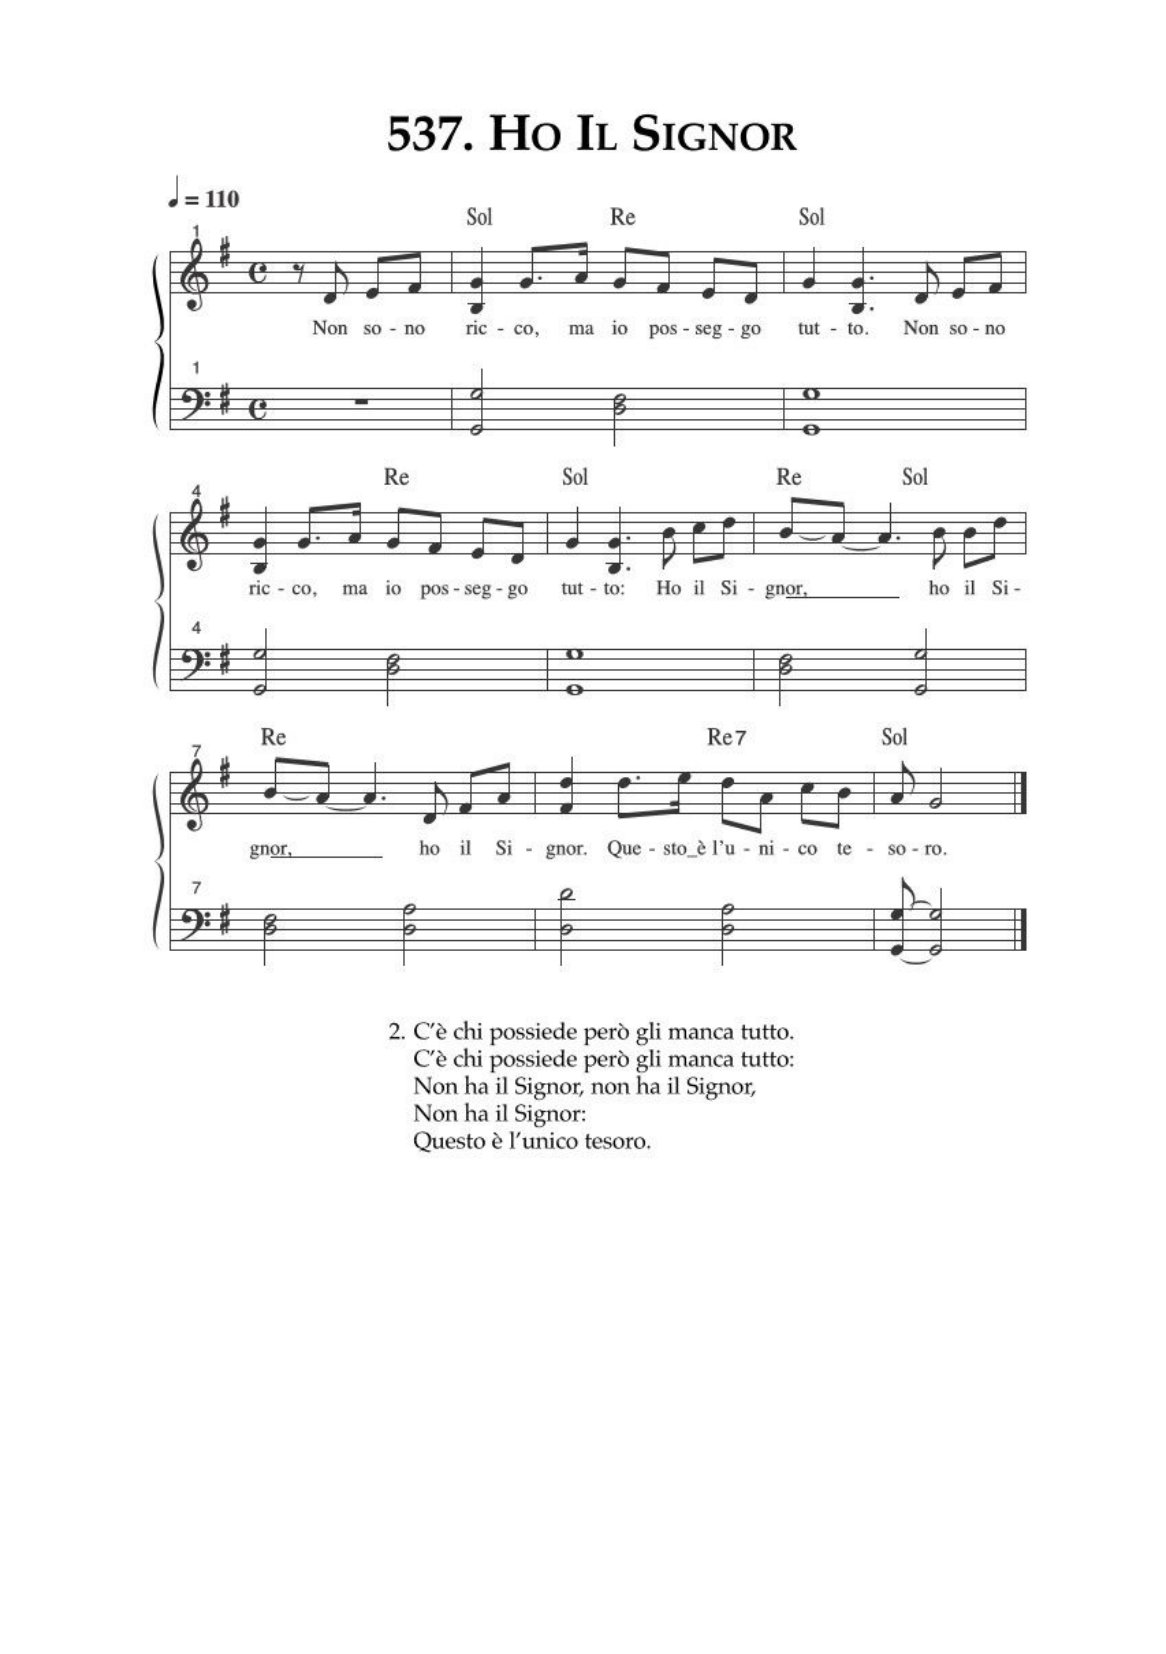 537. Ho Il Signor
= 110
Sol Re Sol
1
Non so - no ric - co, ma io pos - seg - go tut - to. Non so - no
1
Re Sol Re Sol
4
ric - co, ma io pos - seg - go tut - to: Ho il Si - gnor, ho il Si -
4
Re Re7 Sol
7
gnor, ho il Si - gnor. Que - sto_è l'u - ni - co te - so - ro.
7
2. C'è chi possiede però gli manca tutto.
C'è chi possiede però gli manca tutto:
Non ha il Signor, non ha il Signor,
Non ha il Signor:
Questo è l'unico tesoro.